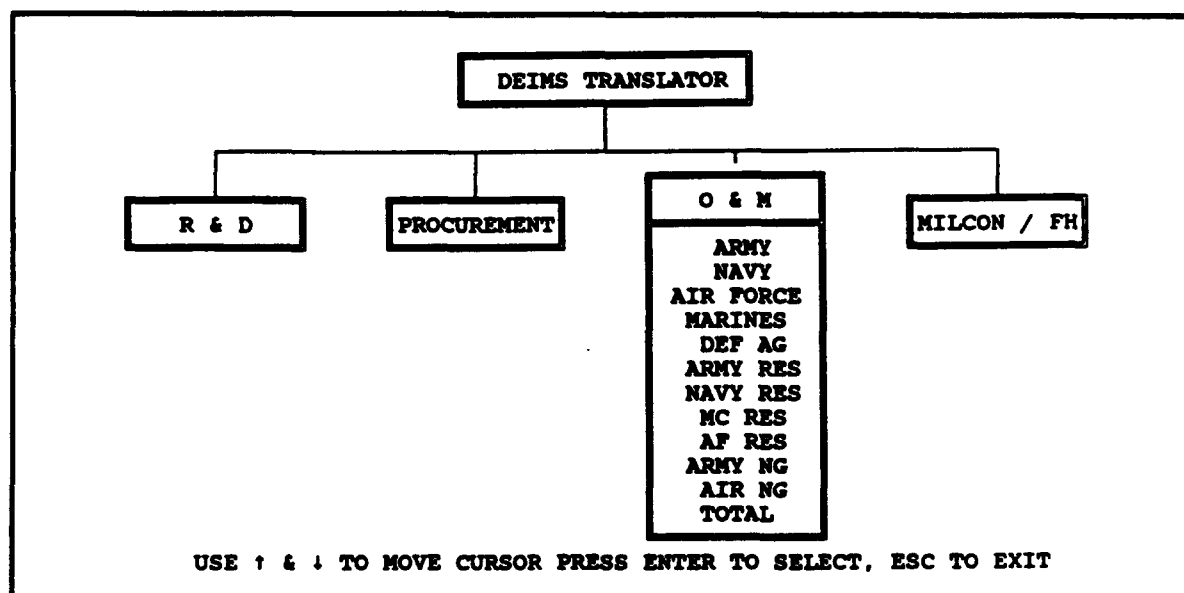 DEIMS TRANSLATOR
R & D
PROCUREMENT
O & M
MILCON / FH
ARMY
NAVY
AIR FORCE
MARINES
DEF AG
ARMY RES
NAVY RES
MC RES
AF RES
ARMY NG
AIR NG
TOTAL
USE ↑ & ↓ TO MOVE CURSOR PRESS ENTER TO SELECT, ESC TO EXIT